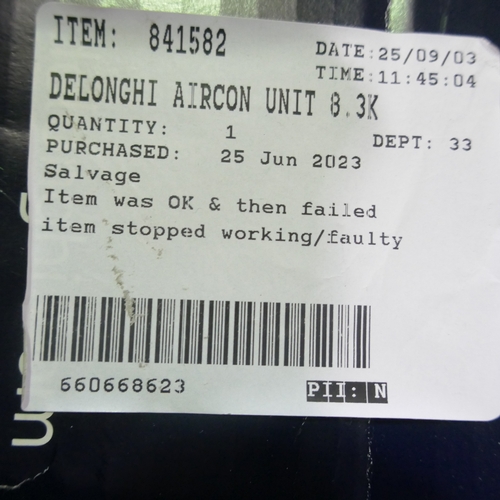 ITEM: 841582
DATE:25/09/03
TIME:11:45:04
DELONGHI AIRCON UNIT 8.3K
QUANTITY: 1
DEPT: 33
PURCHASED: 25 Jun 2023
Salvage
Item was OK & then failed
item stopped working/faulty
660668623
PII: N